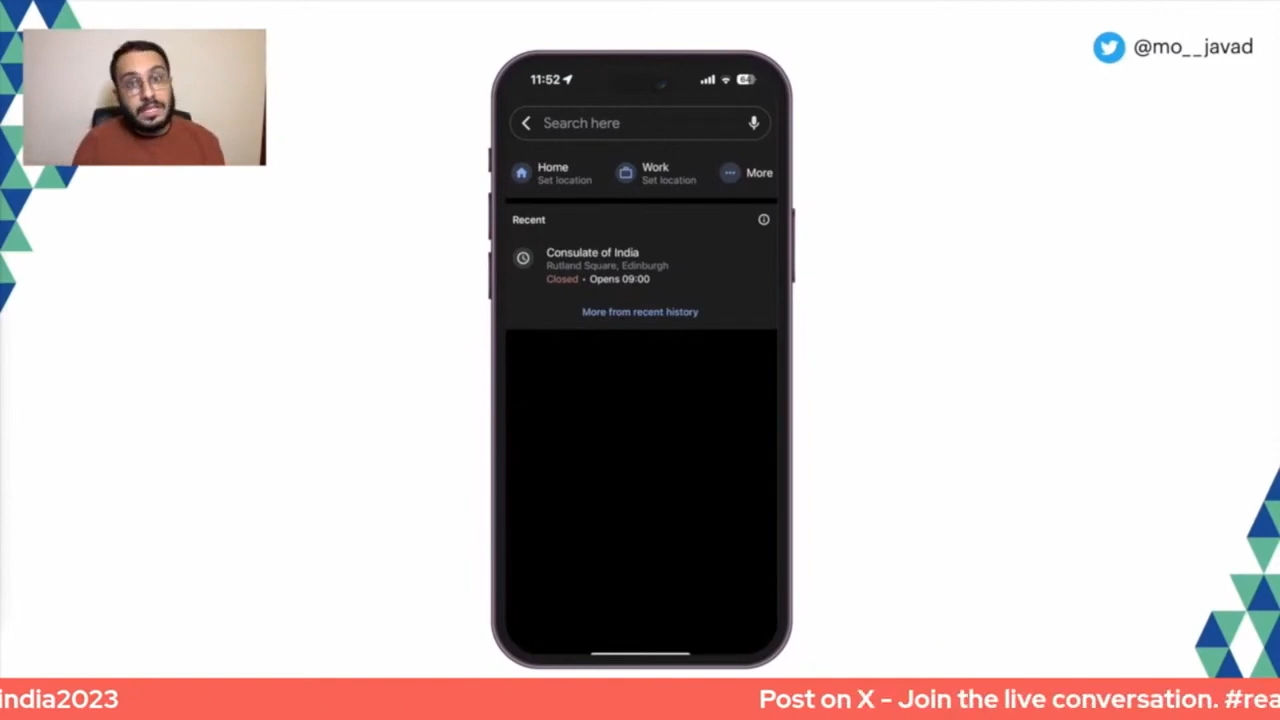 @mo__javad
11:52
64
Search here
Home
Set location
Work
Set location
More
Recent
Consulate of India
Rutland Square, Edinburgh
Closed · Opens 09:00
More from recent history
india2023
Post on X - Join the live conversation. #rea